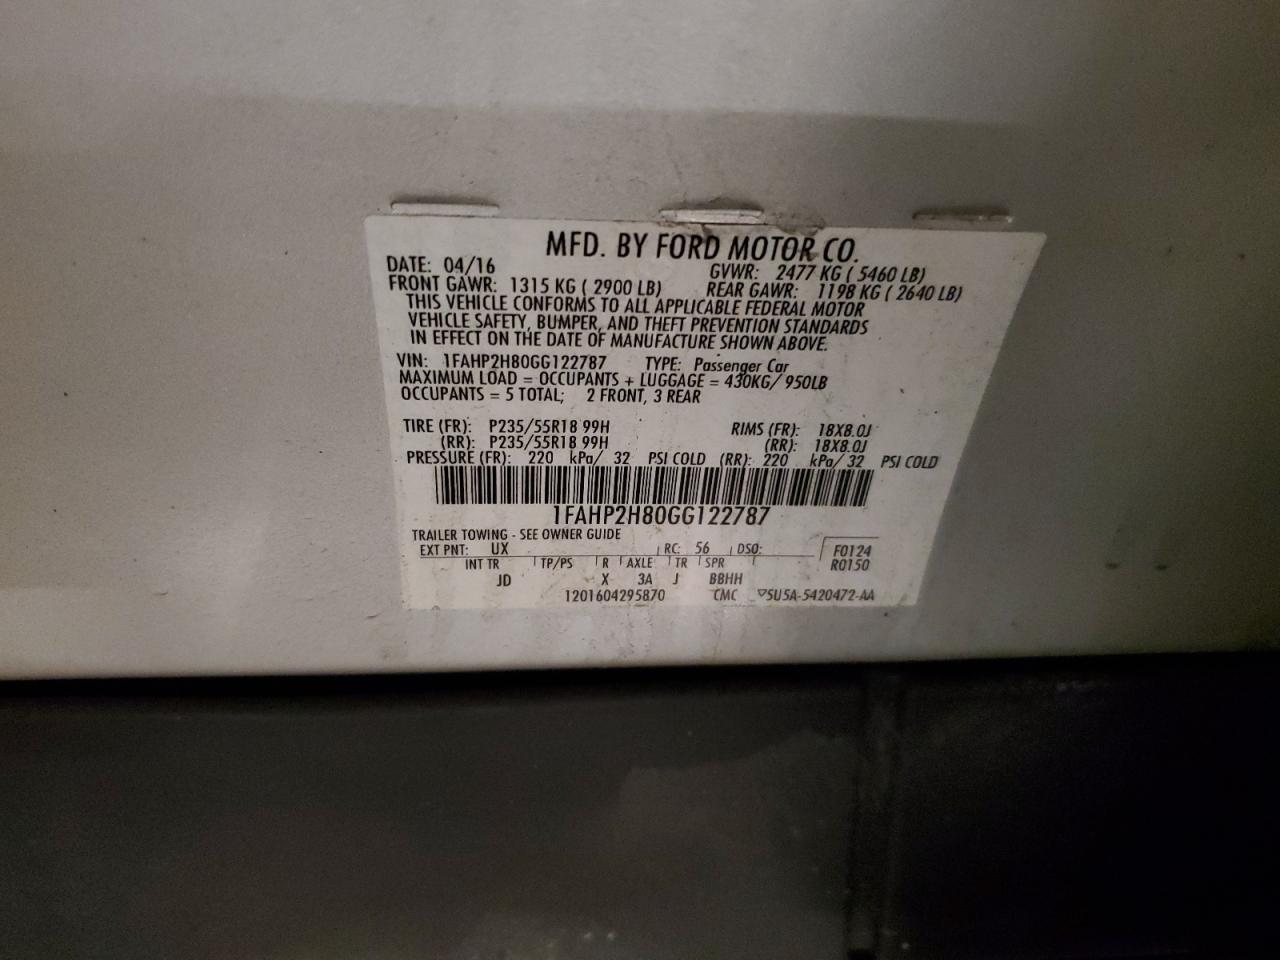 MFD. BY FORD MOTOR CO.
DATE: 04/16 GVWR: 2477 KG ( 5460 LB)
FRONT GAWR: 1315 KG ( 2900 LB) REAR GAWR: 1198 KG ( 2640 LB)
THIS VEHICLE CONFORMS TO ALL APPLICABLE FEDERAL MOTOR
VEHICLE SAFETY, BUMPER, AND THEFT PREVENTION STANDARDS
IN EFFECT ON THE DATE OF MANUFACTURE SHOWN ABOVE.
VIN: 1FAHP2H80GG122787 TYPE: Passenger Car
MAXIMUM LOAD = OCCUPANTS + LUGGAGE = 430KG/ 950LB
OCCUPANTS = 5 TOTAL; 2 FRONT, 3 REAR
TIRE (FR): P235/55R18 99H RIMS (FR): 18X8.0J
(RR): P235/55R18 99H (RR): 18X8.0J
PRESSURE (FR): 220 kPa/ 32 PSI COLD (RR): 220 kPa/ 32 PSI COLD
1FAHP2H80GG122787
TRAILER TOWING - SEE OWNER GUIDE
EXT PNT: UX RC: 56 DSO: F0124
INT TR TP/PS R AXLE TR SPR R0150
JD X 3A J BBHH
1201604295870 CMC ▽5U5A-5420472-AA